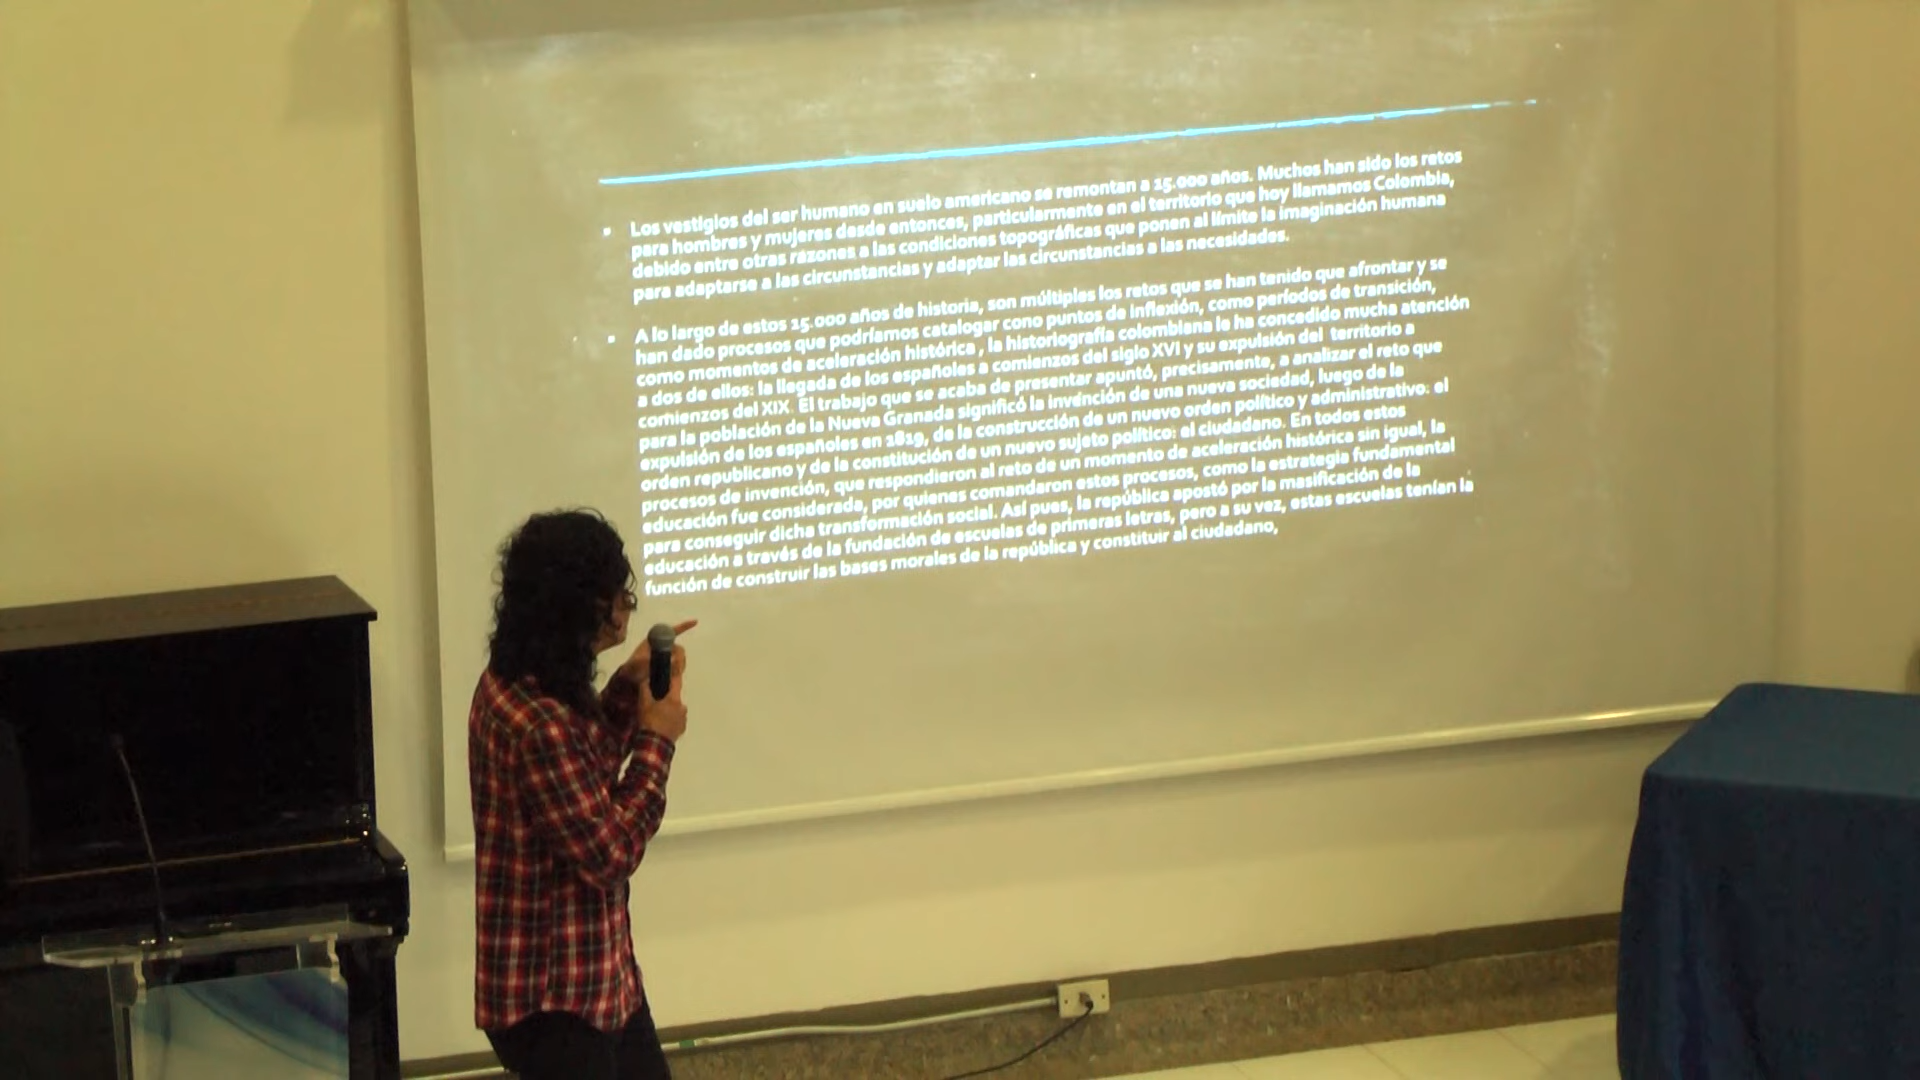 Los vestigios del ser humano en suelo americano se remontan a 15.000 años. Muchos han sido los retos
para hombres y mujeres desde entonces, particularmente en el territorio que hoy llamamos Colombia,
debido entre otras razones a las condiciones topográficas que ponen al límite la imaginación humana
para adaptarse a las circunstancias y adaptar las circunstancias a las necesidades.
A lo largo de estos 15.000 años de historia, son múltiples los retos que se han tenido que afrontar y se
han dado procesos que podríamos catalogar cono puntos de inflexión, como períodos de transición,
como momentos de aceleración histórica , la historiografía colombiana le ha concedido mucha atención
a dos de ellos: la llegada de los españoles a comienzos del siglo XVI y su expulsión del territorio a
comienzos del XIX. El trabajo que se acaba de presentar apuntó, precisamente, a analizar el reto que
para la población de la Nueva Granada significó la invención de una nueva sociedad, luego de la
expulsión de los españoles en 1819, de la construcción de un nuevo orden político y administrativo: el
orden republicano y de la constitución de un nuevo sujeto político: el ciudadano. En todos estos
procesos de invención, que respondieron al reto de un momento de aceleración histórica sin igual, la
educación fue considerada, por quienes comandaron estos procesos, como la estrategia fundamental
para conseguir dicha transformación social. Así pues, la república apostó por la masificación de la
educación a través de la fundación de escuelas de primeras letras, pero a su vez, estas escuelas tenían la
función de construir las bases morales de la república y constituir al ciudadano,